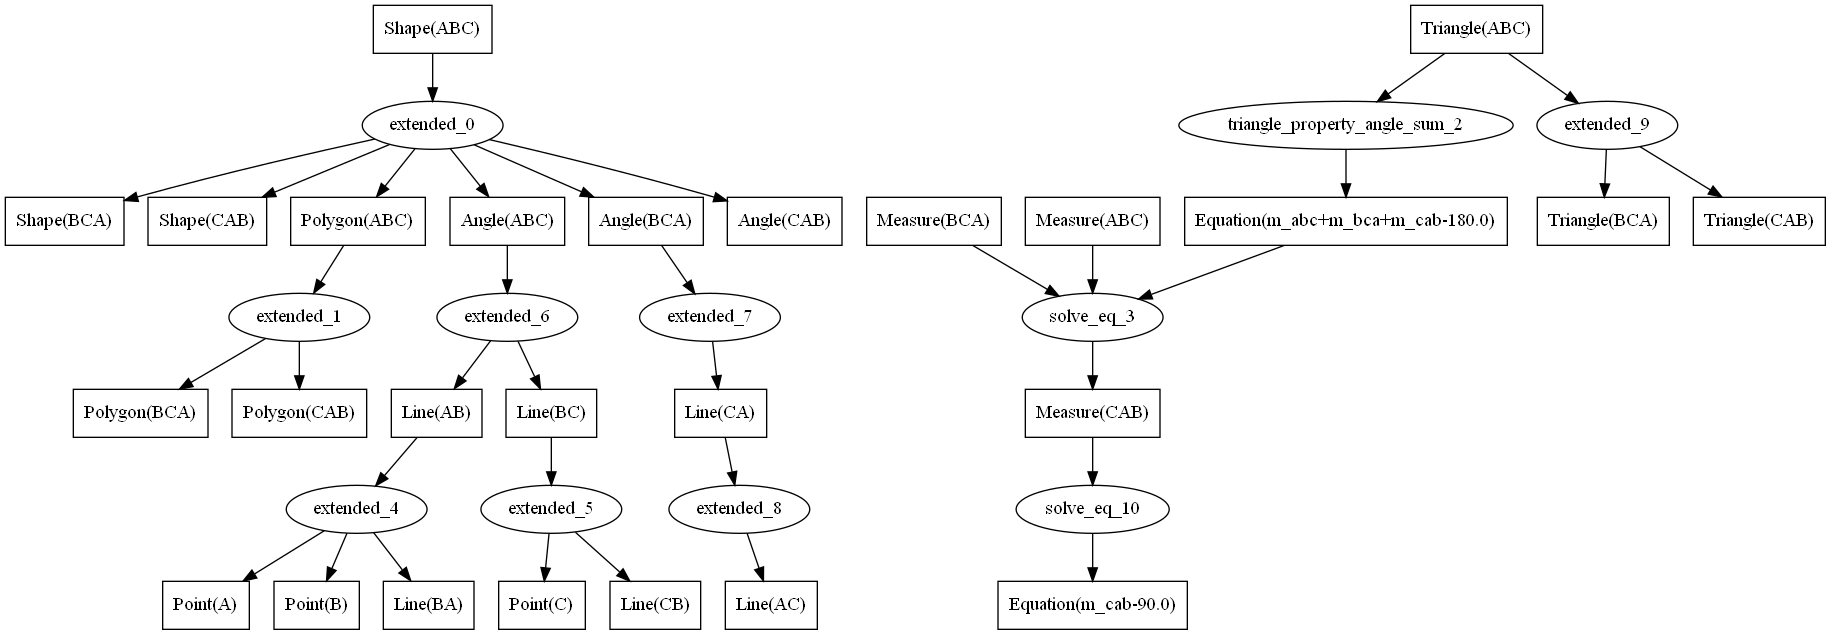 Shape(ABC)
Triangle(ABC)
extended_0
triangle_property_angle_sum_2
extended_9
Shape(BCA)
Shape(CAB)
Polygon(ABC)
Angle(ABC)
Angle(BCA)
Angle(CAB)
Measure(BCA)
Measure(ABC)
Equation(m_abc+m_bca+m_cab-180.0)
Triangle(BCA)
Triangle(CAB)
extended_1
extended_6
extended_7
solve_eq_3
Polygon(BCA)
Polygon(CAB)
Line(AB)
Line(BC)
Line(CA)
Measure(CAB)
extended_4
extended_5
extended_8
solve_eq_10
Point(A)
Point(B)
Line(BA)
Point(C)
Line(CB)
Line(AC)
Equation(m_cab-90.0)